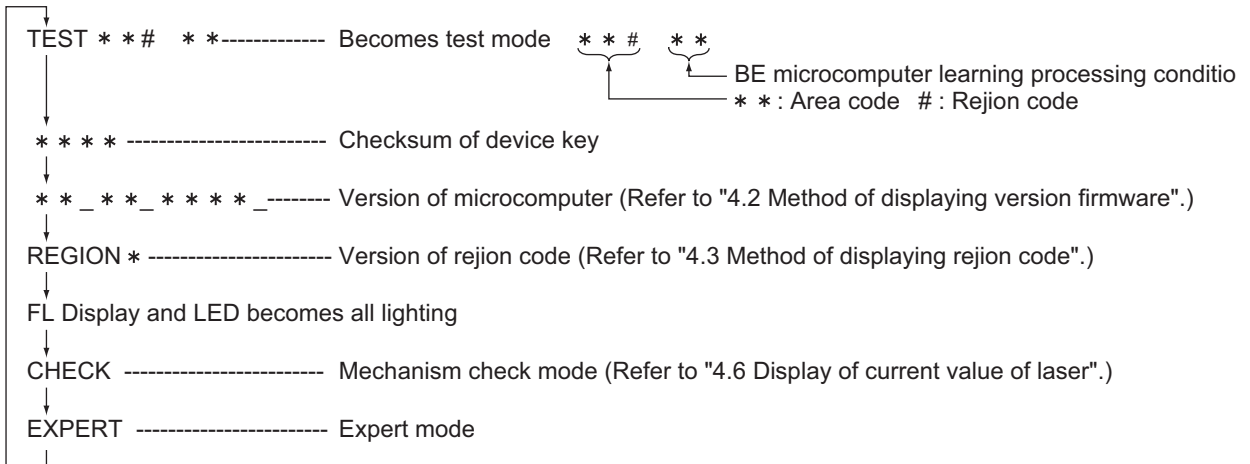 TEST * * # * * ------------- Becomes test mode * * # * *
BE microcomputer learning processing conditio
* * : Area code # : Rejion code
* * * * ------------------------- Checksum of device key
* * _ * * _ * * * * _-------- Version of microcomputer (Refer to "4.2 Method of displaying version firmware".)
REGION * ----------------------- Version of rejion code (Refer to "4.3 Method of displaying rejion code".)
FL Display and LED becomes all lighting
CHECK ------------------------- Mechanism check mode (Refer to "4.6 Display of current value of laser".)
EXPERT ------------------------ Expert mode